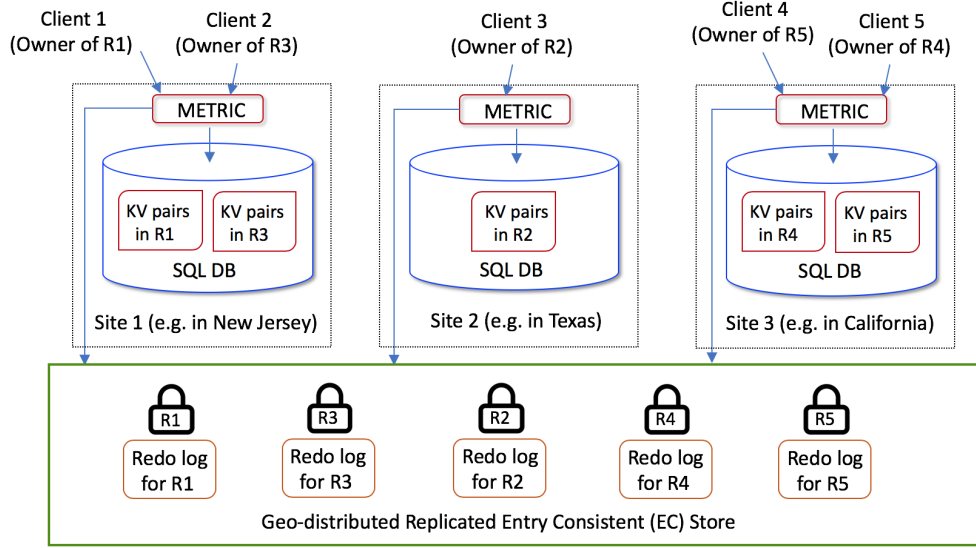 Client 1
(Owner of R1)
Client 2
(Owner of R3)
Client 3
(Owner of R2)
Client 4
(Owner of R5)
Client 5
(Owner of R4)
METRIC
METRIC
METRIC
KV pairs
in R1
KV pairs
in R3
SQL DB
KV pairs
in R2
SQL DB
KV pairs
in R4
KV pairs
in R5
SQL DB
Site 1 (e.g. in New Jersey)
Site 2 (e.g. in Texas)
Site 3 (e.g. in California)
R1
R3
R2
R4
R5
Redo log
for R1
Redo log
for R3
Redo log
for R2
Redo log
for R4
Redo log
for R5
Geo-distributed Replicated Entry Consistent (EC) Store